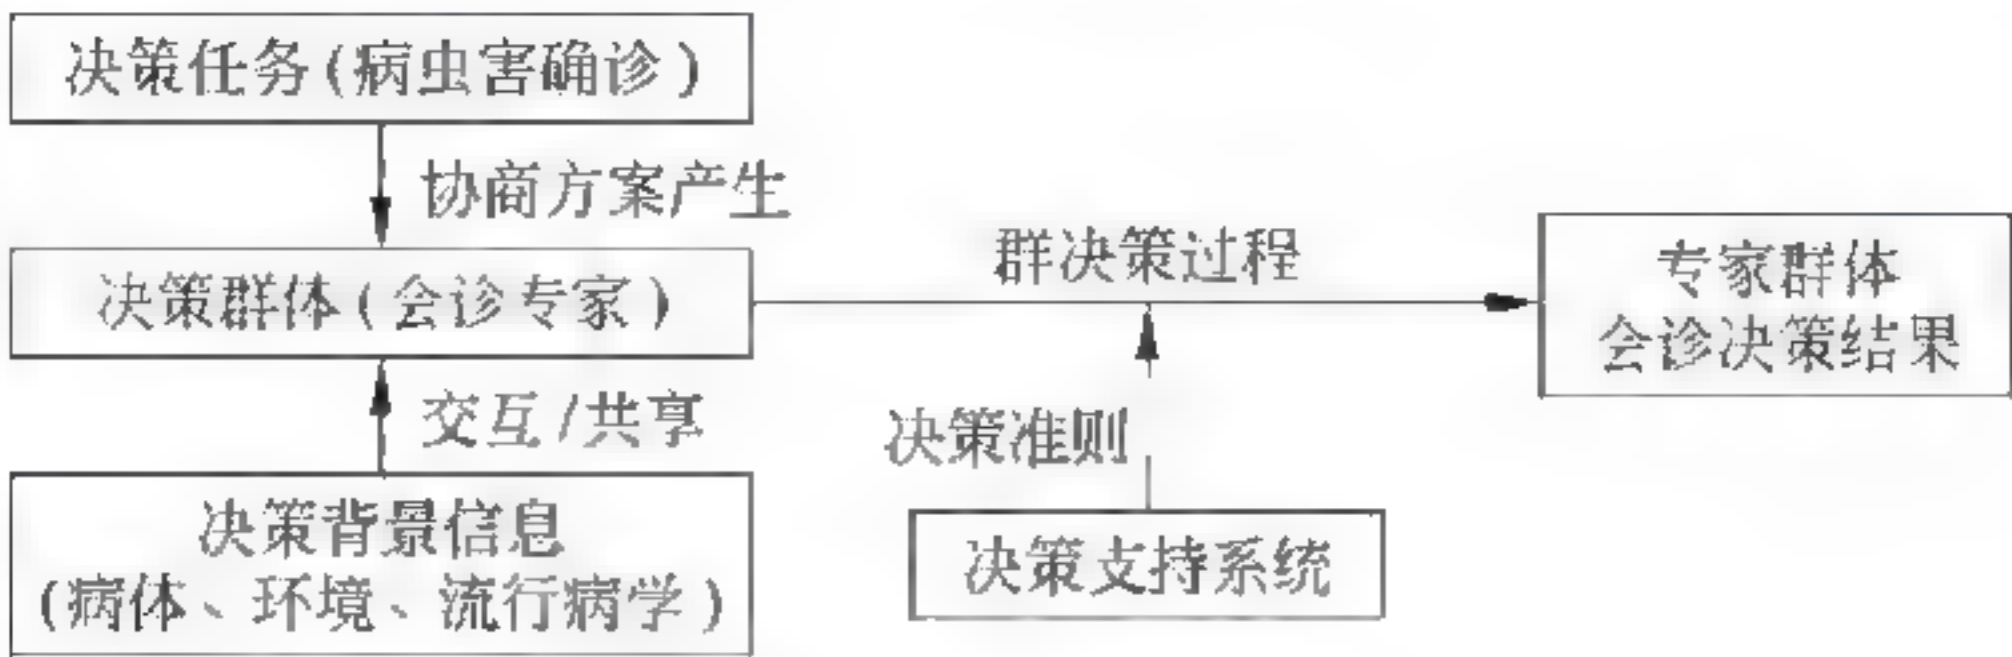 决策任务(病虫害确诊)
协商方案产生
决策群体(会诊专家)
交互/共享
决策背景信息
(病体、环境、流行病学)
群决策过程
决策准则
决策支持系统
专家群体
会诊决策结果